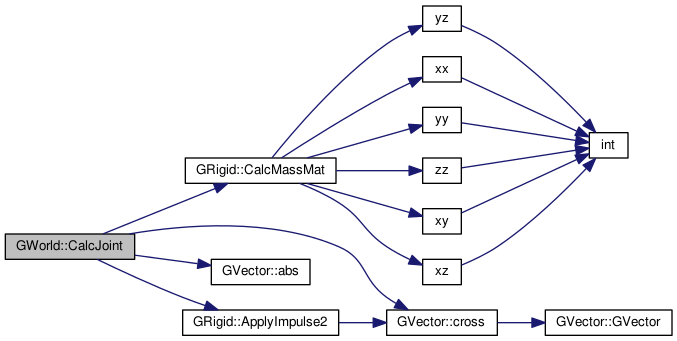 yz
xx
yy
int
GRigid::CalcMassMat
zz
xy
GWorld::CalcJoint
GVector::abs
xz
GRigid::ApplyImpulse2
GVector::cross
GVector::GVector